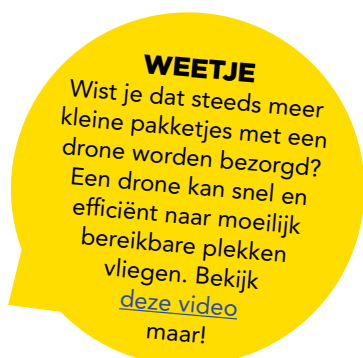 WEETJE
Wist je dat steeds meer
kleine pakketjes met een
drone worden bezorgd?
Een drone kan snel en
efficiënt naar moeilijk
bereikbare plekken
vliegen. Bekijk
deze video
maar!